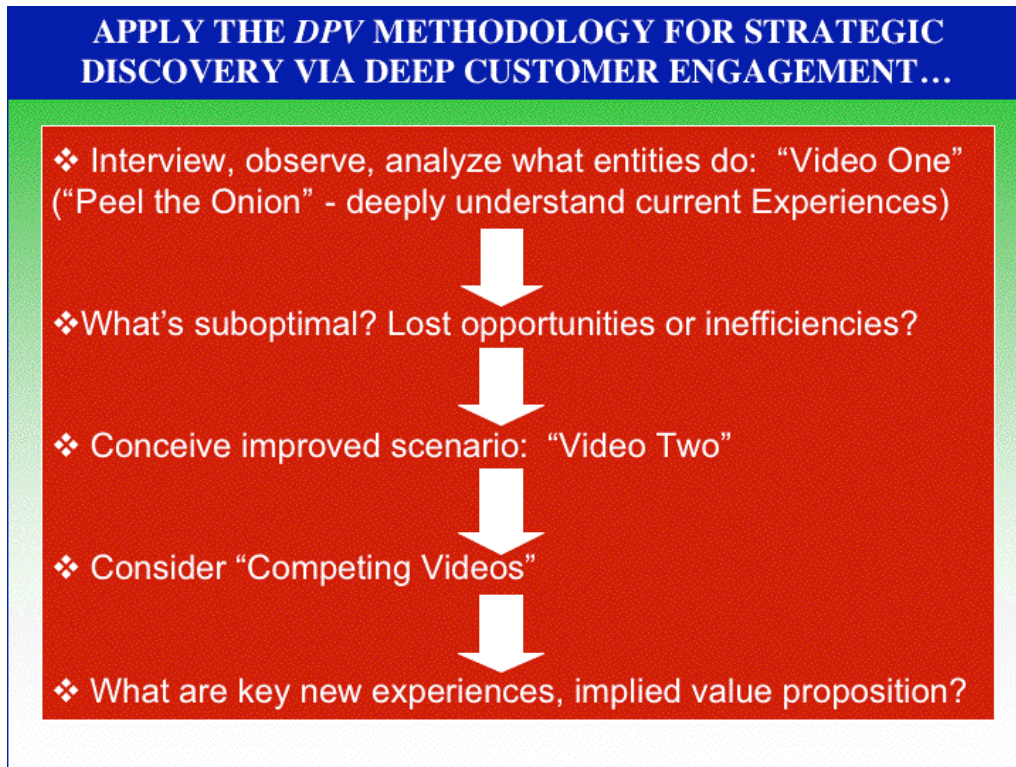 APPLY THE DPV METHODOLOGY FOR STRATEGIC
DISCOVERY VIA DEEP CUSTOMER ENGAGEMENT…
❖ Interview, observe, analyze what entities do:  “Video One”
(“Peel the Onion” - deeply understand current Experiences)
❖What’s suboptimal? Lost opportunities or inefficiencies?
❖ Conceive improved scenario:  “Video Two”
❖ Consider “Competing Videos”
❖ What are key new experiences, implied value proposition?